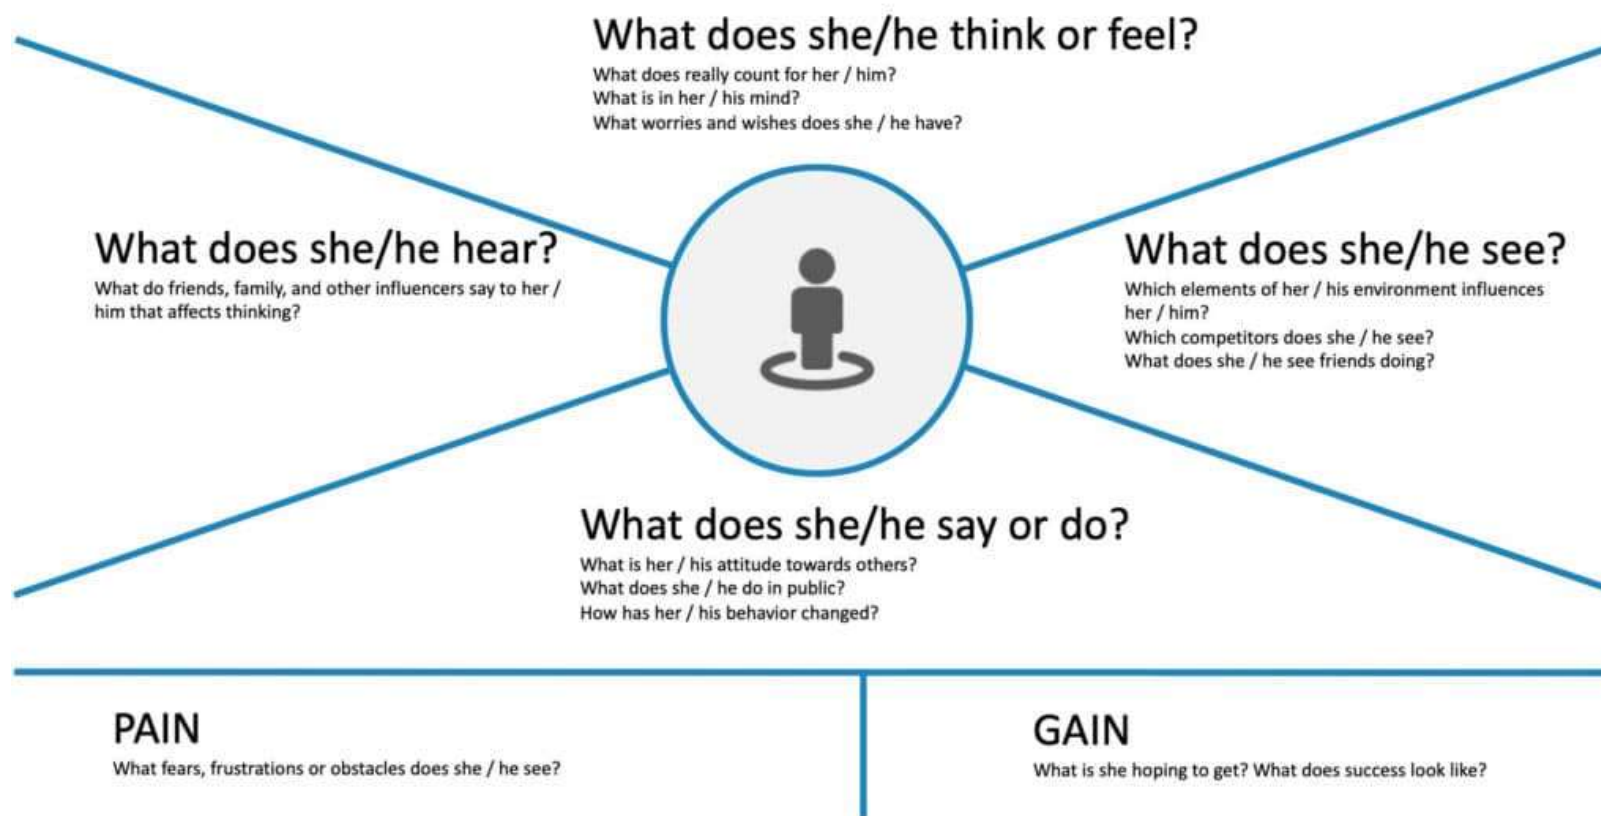 What does she/he think or feel?
What does really count for her / him?
What is in her / his mind?
What worries and wishes does she / he have?
What does she/he hear?
What do friends, family, and other influencers say to her /
him that affects thinking?
What does she/he see?
Which elements of her / his environment influences
her / him?
Which competitors does she / he see?
What does she / he see friends doing?
What does she/he say or do?
What is her / his attitude towards others?
What does she / he do in public?
How has her / his behavior changed?
PAIN
What fears, frustrations or obstacles does she / he see?
GAIN
What is she hoping to get? What does success look like?